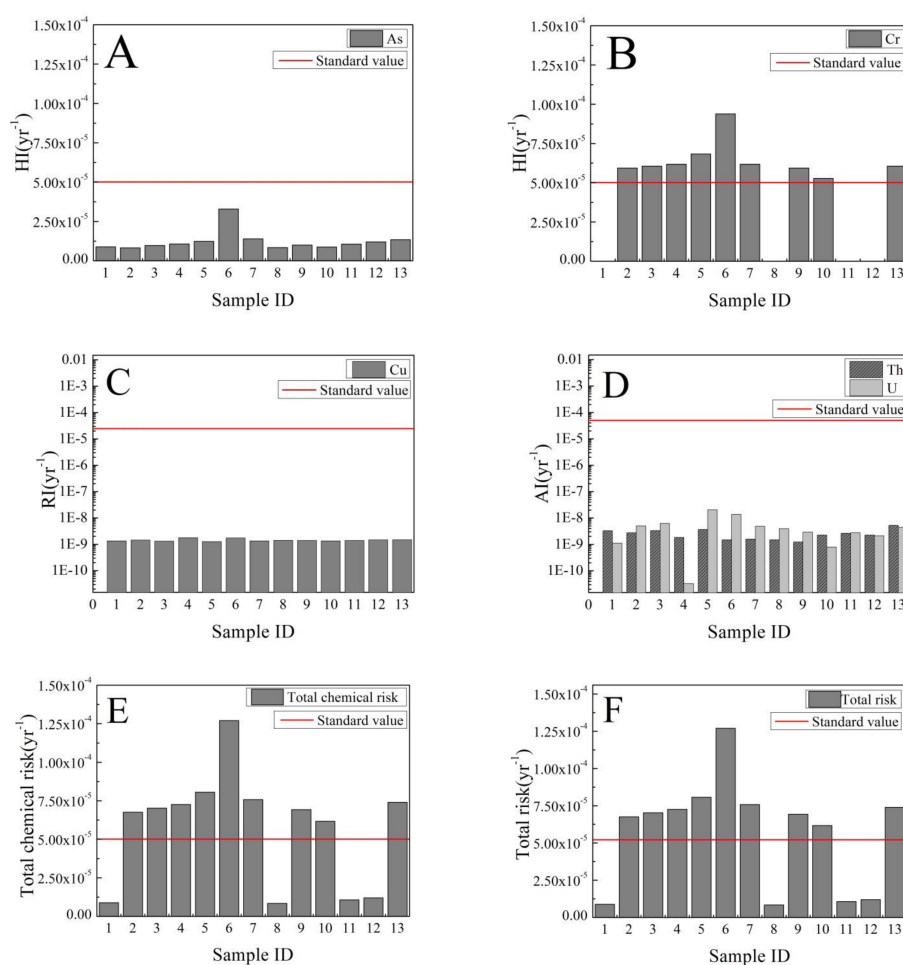 A
As
Standard value
1.50x10⁻⁴
1.25x10⁻⁴
1.00x10⁻⁴
7.50x10⁻⁵
5.00x10⁻⁵
2.50x10⁻⁵
0.00
HI(yr⁻¹)
1 2 3 4 5 6 7 8 9 10 11 12 13
Sample ID
B
Cr
Standard value
1.50x10⁻⁴
1.25x10⁻⁴
1.00x10⁻⁴
7.50x10⁻⁵
5.00x10⁻⁵
2.50x10⁻⁵
0.00
HI(yr⁻¹)
1 2 3 4 5 6 7 8 9 10 11 12 13
Sample ID
C
Cu
Standard value
0.01
1E-3
1E-4
1E-5
1E-6
1E-7
1E-8
1E-9
1E-10
RI(yr⁻¹)
0 1 2 3 4 5 6 7 8 9 10 11 12 13
Sample ID
D
Th
U
Standard value
0.01
1E-3
1E-4
1E-5
1E-6
1E-7
1E-8
1E-9
1E-10
AI(yr⁻¹)
0 1 2 3 4 5 6 7 8 9 10 11 12 13
Sample ID
E
Total chemical risk
Standard value
1.50x10⁻⁴
1.25x10⁻⁴
1.00x10⁻⁴
7.50x10⁻⁵
5.00x10⁻⁵
2.50x10⁻⁵
0.00
Total chemical risk(yr⁻¹)
1 2 3 4 5 6 7 8 9 10 11 12 13
Sample ID
F
Total risk
Standard value
1.50x10⁻⁴
1.25x10⁻⁴
1.00x10⁻⁴
7.50x10⁻⁵
5.00x10⁻⁵
2.50x10⁻⁵
0.00
Total risk(yr⁻¹)
1 2 3 4 5 6 7 8 9 10 11 12 13
Sample ID